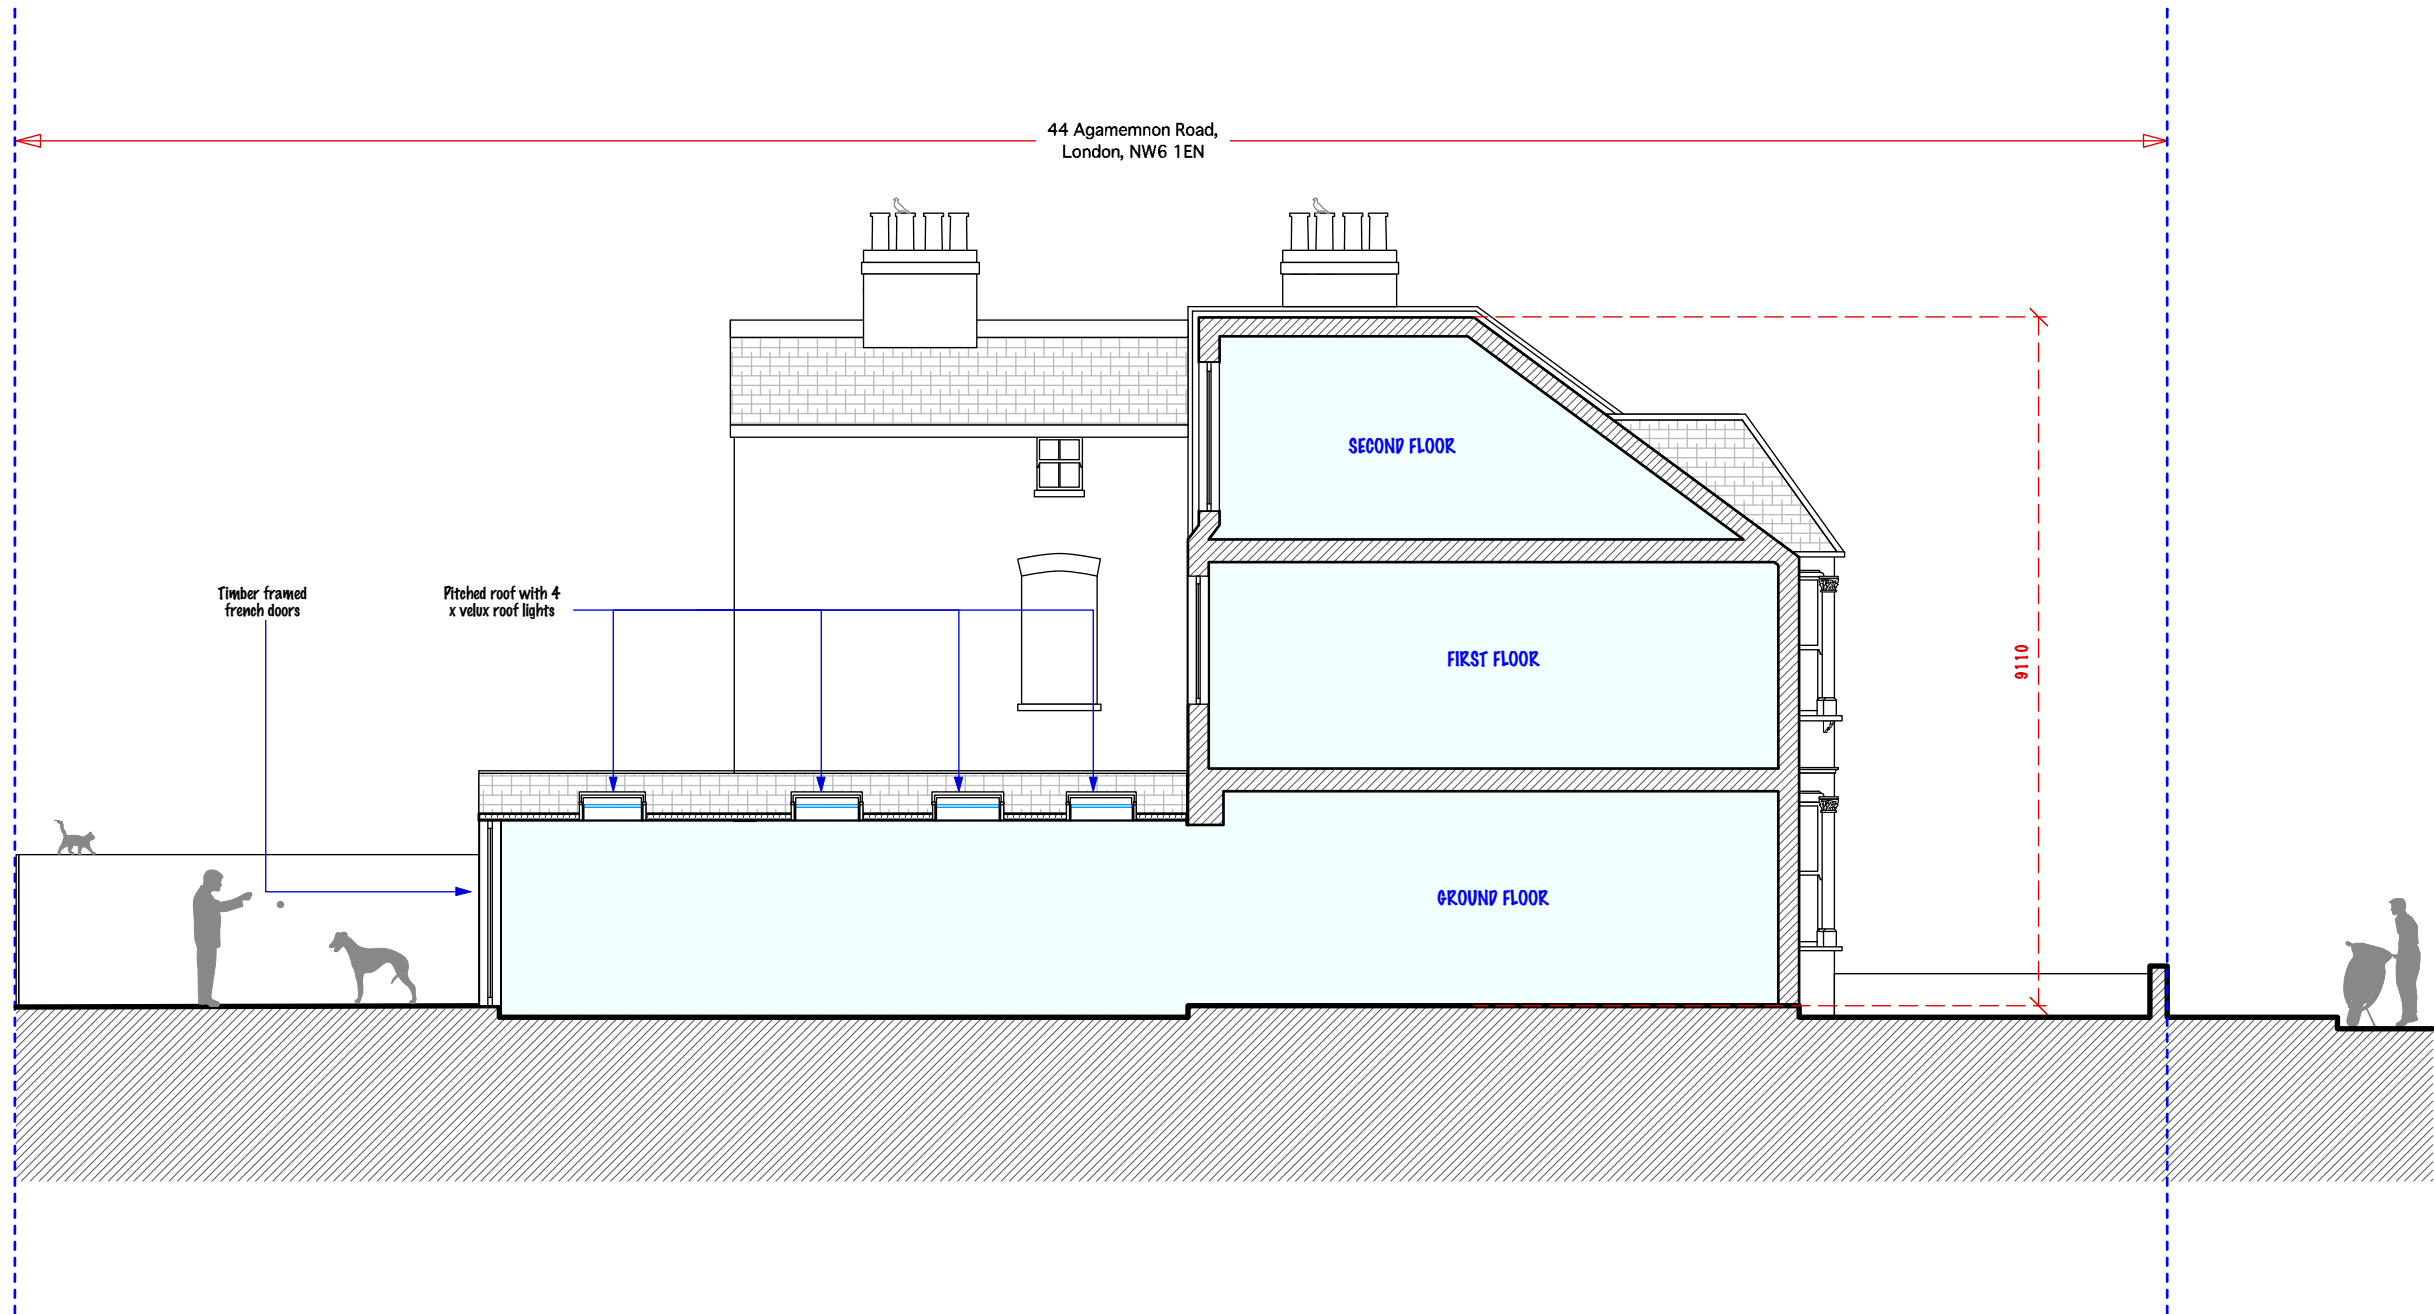 44 Agamemnon Road,
London, NW6 1EN
SECOND FLOOR
Timber framed
french doors
Pitched roof with 4
x velux roof lights
FIRST FLOOR
9110
GROUND FLOOR